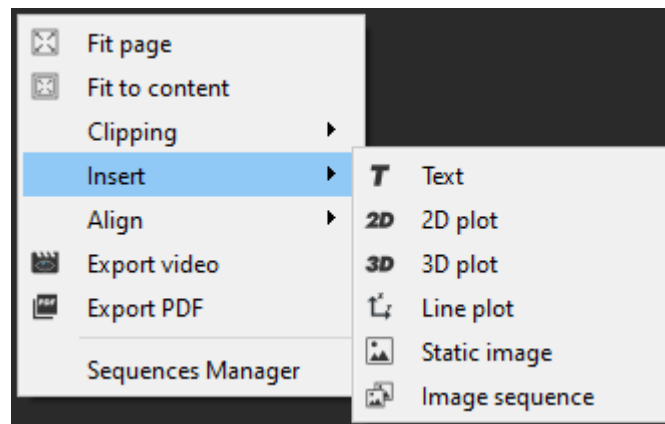 Fit page
Fit to content
Clipping
Insert
Align
Export video
PDF Export PDF
Sequences Manager
T Text
2D 2D plot
3D 3D plot
Line plot
Static image
Image sequence